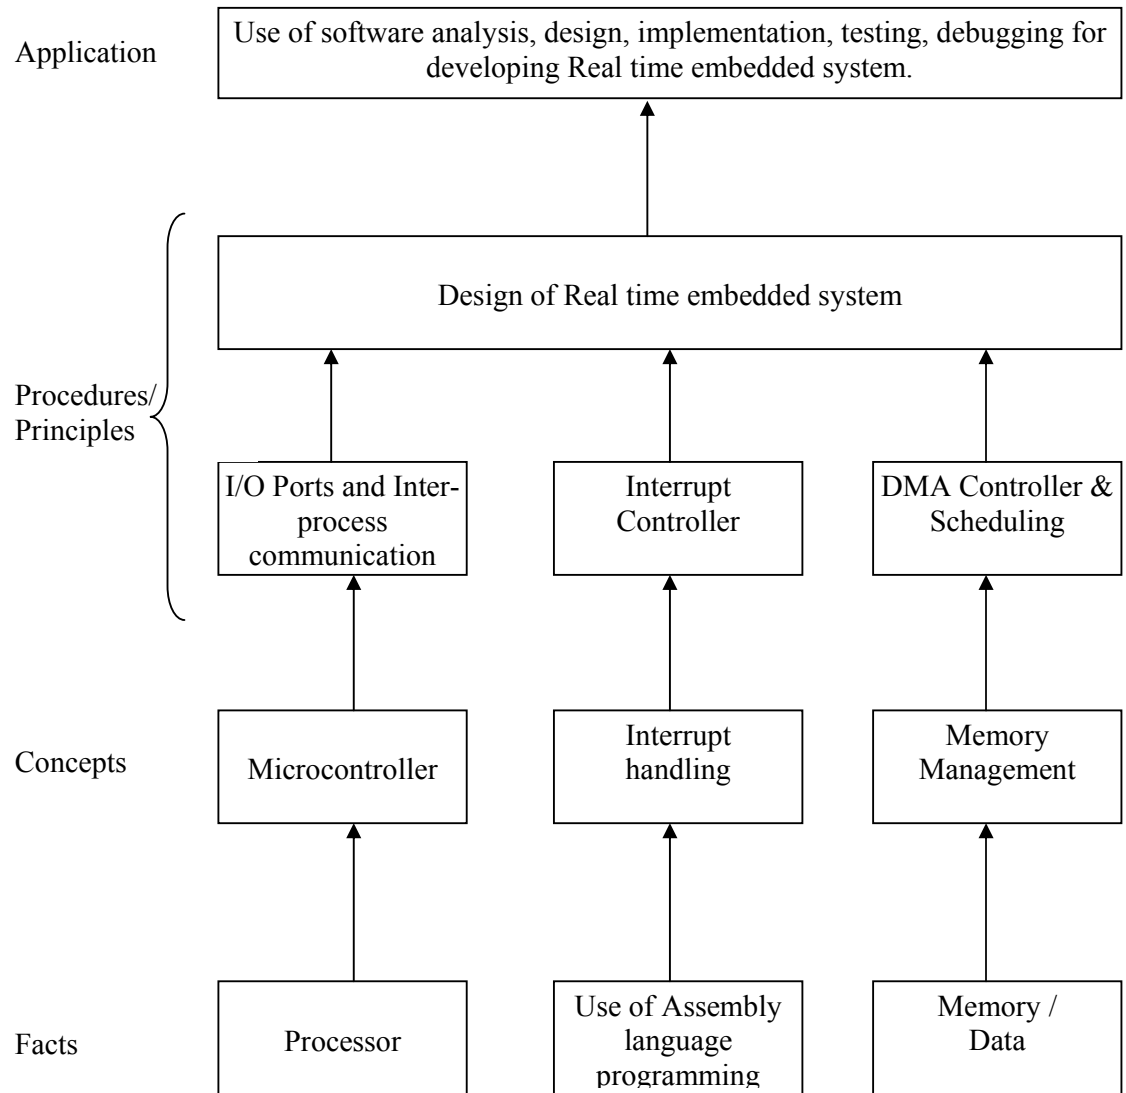 Application
Use of software analysis, design, implementation, testing, debugging for
developing Real time embedded system.
Design of Real time embedded system
Procedures/
Principles
I/O Ports and Inter-
process
communication
Interrupt
Controller
DMA Controller &
Scheduling
Concepts
Microcontroller
Interrupt
handling
Memory
Management
Facts
Processor
Use of Assembly
language
programming
Memory /
Data